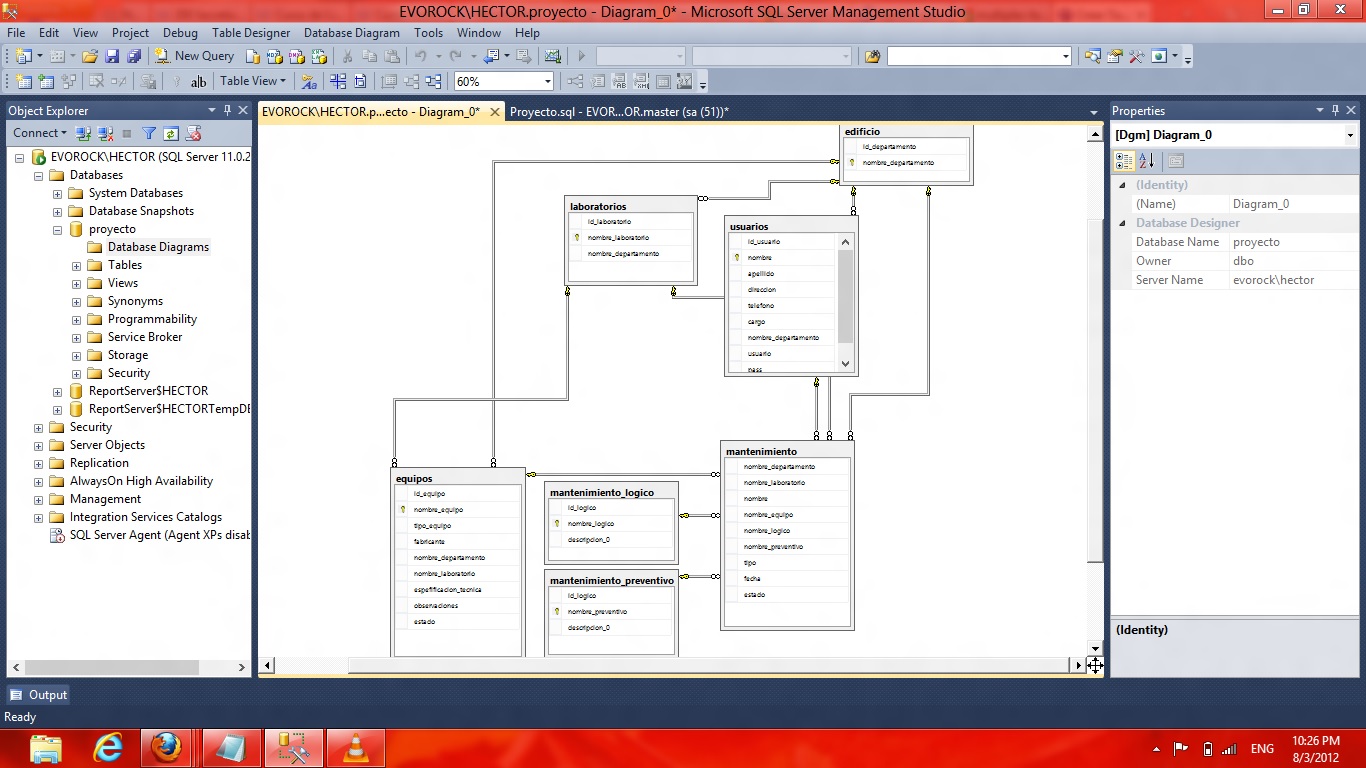 EVOROCK\HECTOR.proyecto - Diagram_0* - Microsoft SQL Server Management Studio
File Edit View Project Debug Table Designer Database Diagram Tools Window Help
New Query
Table View 60%
Object Explorer
Connect
EVOROCK\HECTOR (SQL Server 11.0.2
Databases
System Databases
Database Snapshots
proyecto
Database Diagrams
Tables
Views
Synonyms
Programmability
Service Broker
Storage
Security
ReportServer$HECTOR
ReportServer$HECTORTempDB
Security
Server Objects
Replication
AlwaysOn High Availability
Management
Integration Services Catalogs
SQL Server Agent (Agent XPs disab
EVOROCK\HECTOR.p...ecto - Diagram_0* Proyecto.sql - EVOR...OR.master (sa (51))*
edificio
id_departamento
nombre_departamento
laboratorios
id_laboratorio
nombre_laboratorio
nombre_departamento
usuarios
id_usuario
nombre
apellido
direccion
telefono
cargo
nombre_departamento
usuario
pass
equipos
id_equipo
nombre_equipo
tipo_equipo
fabricante
nombre_departamento
nombre_laboratorio
espefificacion_tecnica
observaciones
estado
mantenimiento_logico
id_logico
nombre_logico
descripcion_0
mantenimiento_preventivo
id_logico
nombre_preventivo
descripcion_0
mantenimiento
nombre_departamento
nombre_laboratorio
nombre
nombre_equipo
nombre_logico
nombre_preventivo
tipo
fecha
estado
Properties
[Dgm] Diagram_0
(Identity)
(Name) Diagram_0
Database Designer
Database Name proyecto
Owner dbo
Server Name evorock\hector
(Identity)
Output
Ready
ENG
10:26 PM
8/3/2012